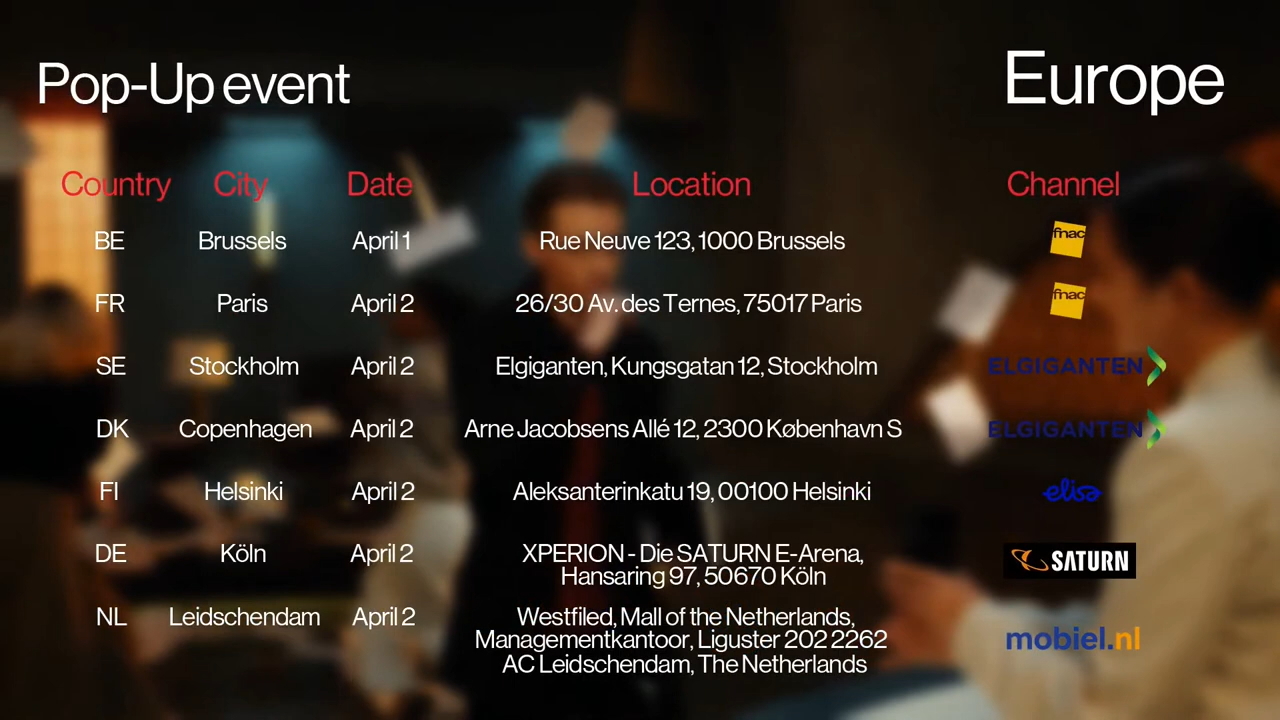 Pop-Up event
Europe
Country City Date Location Channel
BE Brussels April 1 Rue Neuve 123, 1000 Brussels fnac
FR Paris April 2 26/30 Av. des Ternes, 75017 Paris fnac
SE Stockholm April 2 Elgiganten, Kungsgatan 12, Stockholm ELGIGANTEN
DK Copenhagen April 2 Arne Jacobsens Allé 12, 2300 København S ELGIGANTEN
FI Helsinki April 2 Aleksanterinkatu 19, 00100 Helsinki elisa
DE Köln April 2 XPERION - Die SATURN E-Arena,
Hansaring 97, 50670 Köln
SATURN
NL Leidschendam April 2 Westfiled, Mall of the Netherlands,
Managementkantoor, Liguster 202 2262
AC Leidschendam, The Netherlands
mobiel.nl